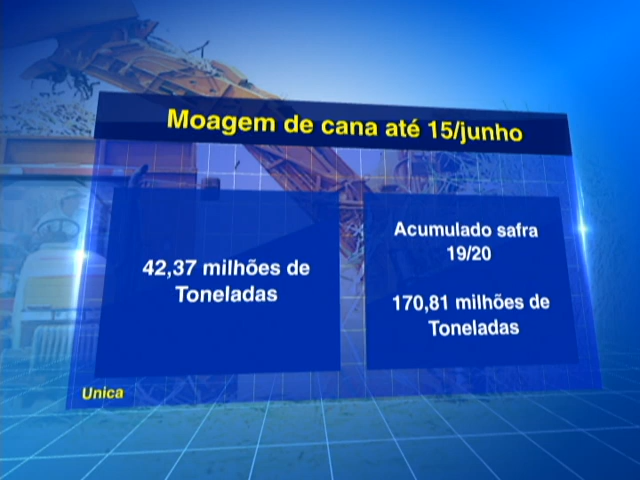 Moagem de cana até 15/junho
42,37 milhões de
Toneladas
Acumulado safra
19/20
170,81 milhões de
Toneladas
Unica